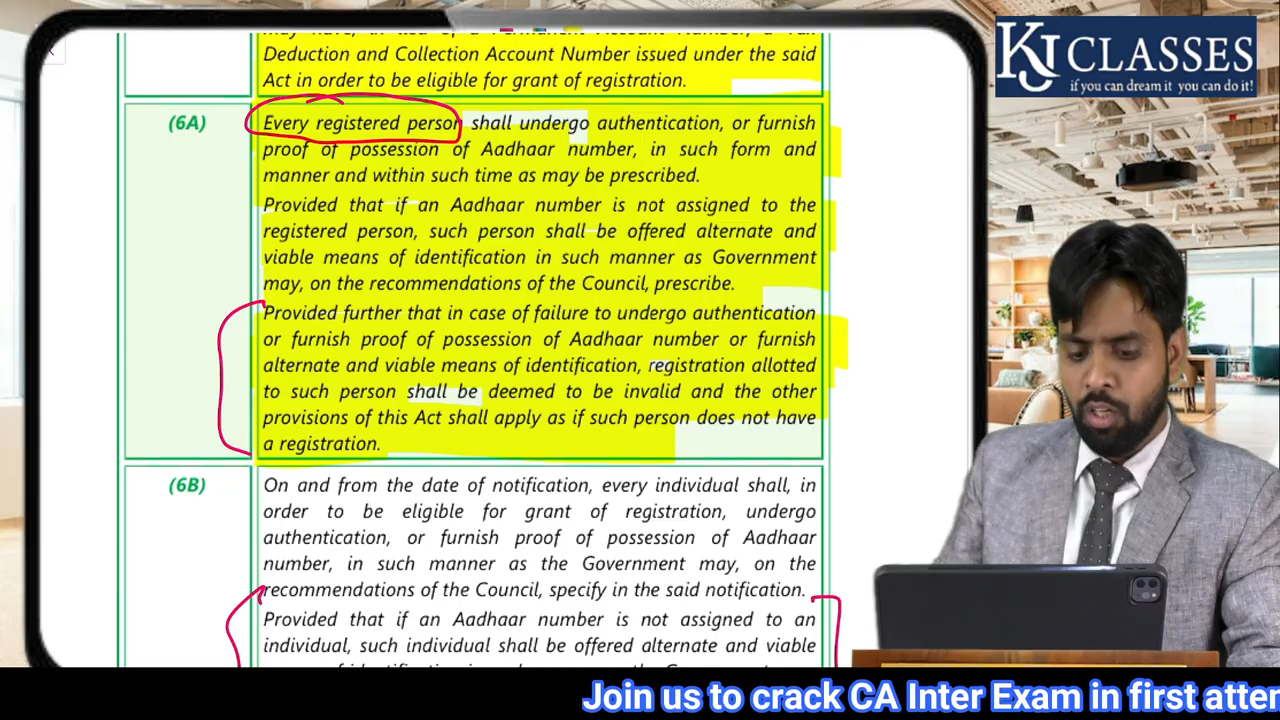 KJ CLASSES
if you can dream it you can do it!
Deduction and Collection Account Number issued under the said
Act in order to be eligible for grant of registration.
(6A)
Every registered person shall undergo authentication, or furnish
proof of possession of Aadhaar number, in such form and
manner and within such time as may be prescribed.
Provided that if an Aadhaar number is not assigned to the
registered person, such person shall be offered alternate and
viable means of identification in such manner as Government
may, on the recommendations of the Council, prescribe.
Provided further that in case of failure to undergo authentication
or furnish proof of possession of Aadhaar number or furnish
alternate and viable means of identification, registration allotted
to such person shall be deemed to be invalid and the other
provisions of this Act shall apply as if such person does not have
a registration.
(6B)
On and from the date of notification, every individual shall, in
order to be eligible for grant of registration, undergo
authentication, or furnish proof of possession of Aadhaar
number, in such manner as the Government may, on the
recommendations of the Council, specify in the said notification.
Provided that if an Aadhaar number is not assigned to an
individual, such individual shall be offered alternate and viable
Join us to crack CA Inter Exam in first atter